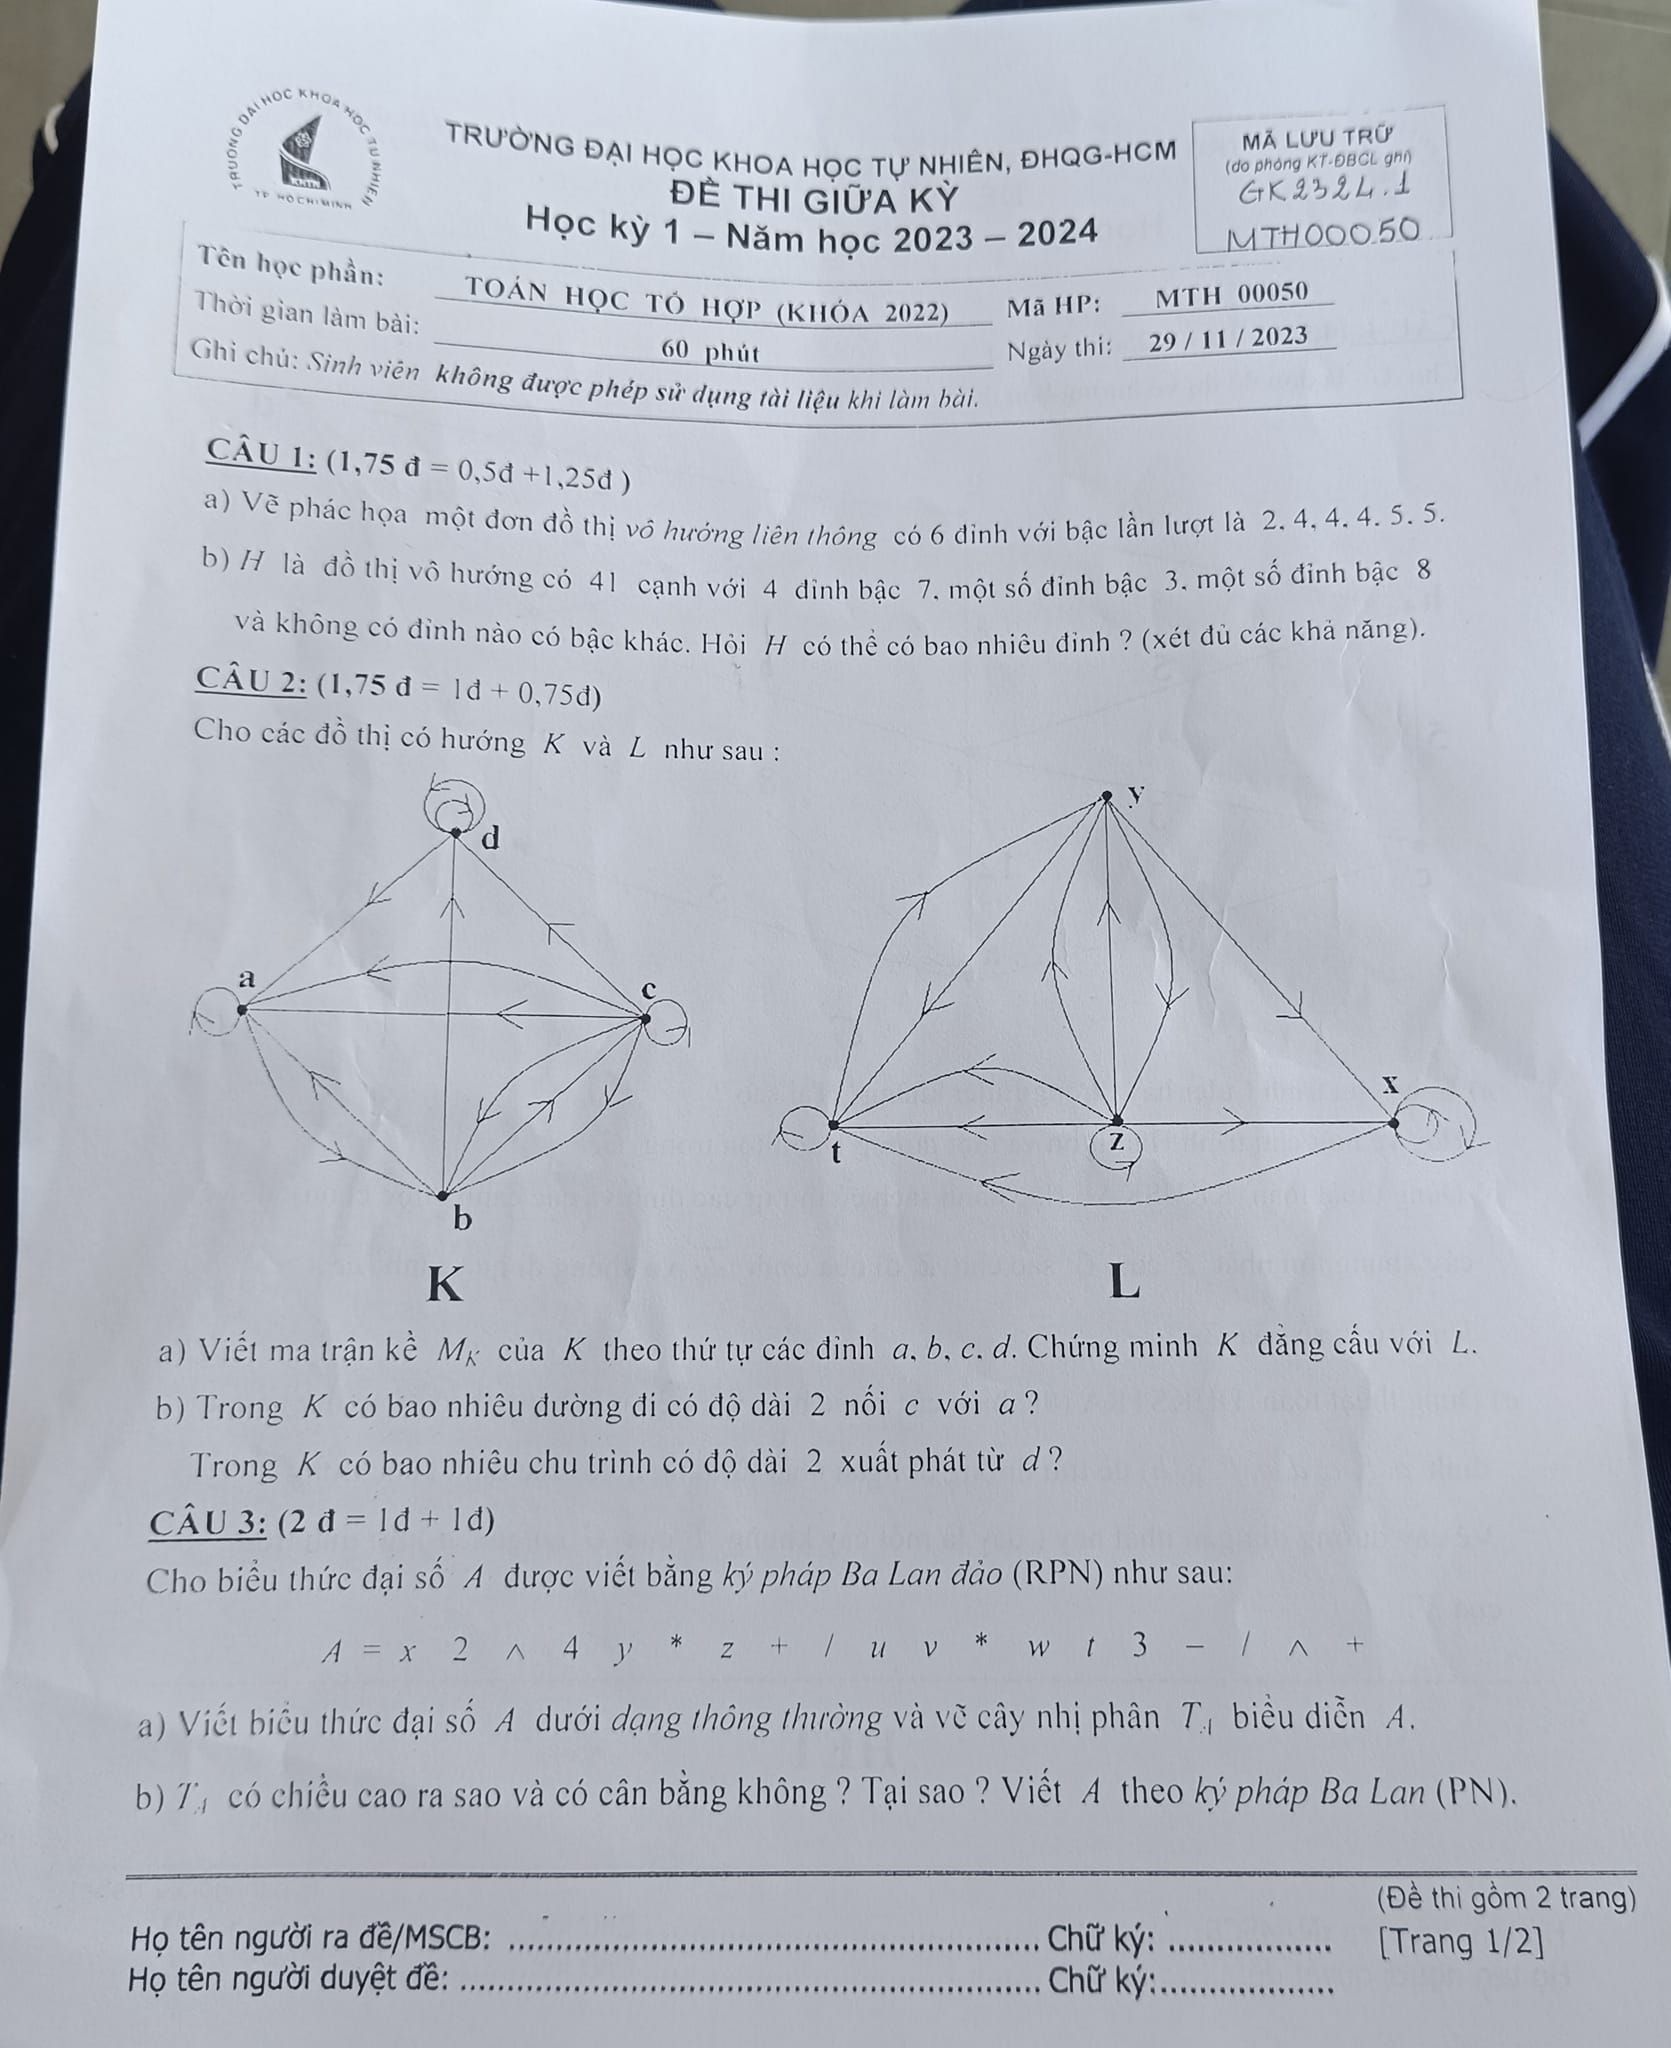 TRƯỜNG ĐẠI HỌC KHOA HỌC TỰ NHIÊN
KHTN
TP HOCHIMINH
TRƯỜNG ĐẠI HỌC KHOA HỌC TỰ NHIÊN, ĐHQG-HCM
ĐỀ THI GIỮA KỲ
Học kỳ 1 – Năm học 2023 – 2024
MÃ LƯU TRỮ
(do phòng KT-ĐBCL ghi)
GK2324.1
MTH00050
Tên học phần: TOÁN HỌC TỔ HỢP (KHÓA 2022) Mã HP: MTH 00050
Thời gian làm bài: 60 phút Ngày thi: 29 / 11 / 2023
Ghi chú: Sinh viên không được phép sử dụng tài liệu khi làm bài.
CÂU 1: (1,75 đ = 0,5đ +1,25đ )
a) Vẽ phác họa một đơn đồ thị vô hướng liên thông có 6 đỉnh với bậc lần lượt là 2, 4, 4, 4, 5, 5.
b) H là đồ thị vô hướng có 41 cạnh với 4 đỉnh bậc 7, một số đỉnh bậc 3, một số đỉnh bậc 8
và không có đỉnh nào có bậc khác. Hỏi H có thể có bao nhiêu đỉnh ? (xét đủ các khả năng).
CÂU 2: (1,75 đ = 1đ + 0,75đ)
Cho các đồ thị có hướng K và L như sau :
d
a
c
b
K
y
x
t
z
L
a) Viết ma trận kề M_K của K theo thứ tự các đỉnh a, b, c, d. Chứng minh K đẳng cấu với L.
b) Trong K có bao nhiêu đường đi có độ dài 2 nối c với a ?
Trong K có bao nhiêu chu trình có độ dài 2 xuất phát từ d ?
CÂU 3: (2 đ = 1đ + 1đ)
Cho biểu thức đại số A được viết bằng ký pháp Ba Lan đảo (RPN) như sau:
A = x 2 ^ 4 y * z + / u v * w t 3 – / ^ +
a) Viết biểu thức đại số A dưới dạng thông thường và vẽ cây nhị phân T_A biểu diễn A.
b) T_A có chiều cao ra sao và có cân bằng không ? Tại sao ? Viết A theo ký pháp Ba Lan (PN).
(Đề thi gồm 2 trang)
Họ tên người ra đề/MSCB: ........................................ Chữ ký: .................. [Trang 1/2]
Họ tên người duyệt đề: ........................................ Chữ ký:...................